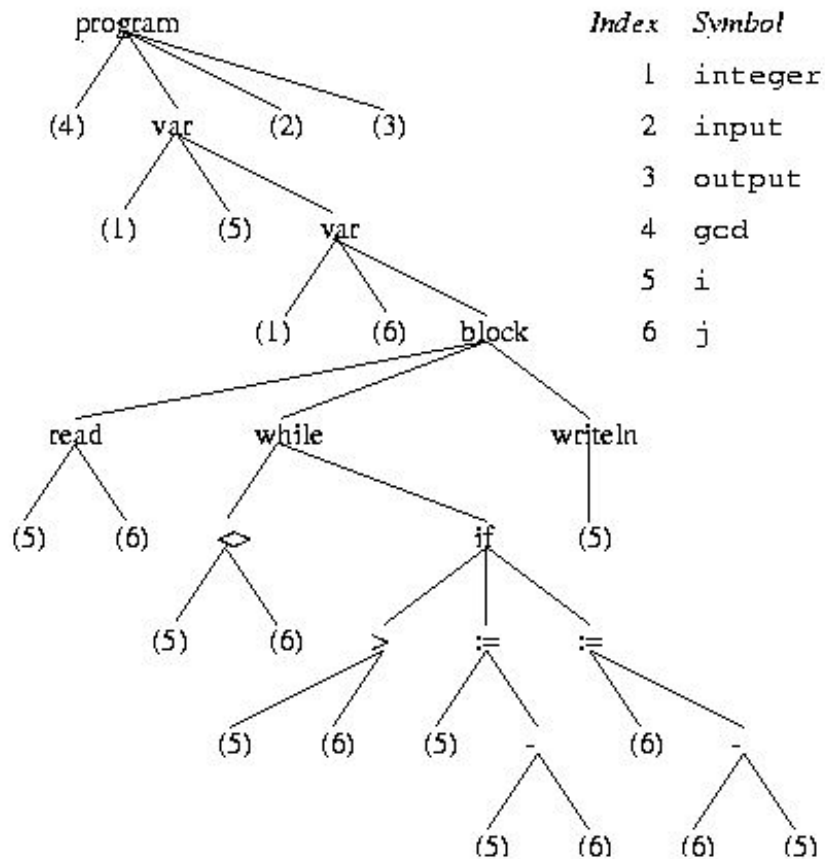 program
Index Symbol
1 integer
(4) var (2) (3)
2 input
3 output
(1) (5) var
4 gcd
5 i
(1) (6) block
6 j
read while writeln
(5) (6) <> if (5)
(5) (6) > := :=
(5) (6) (5) - (6) -
(5) (6) (6) (5)